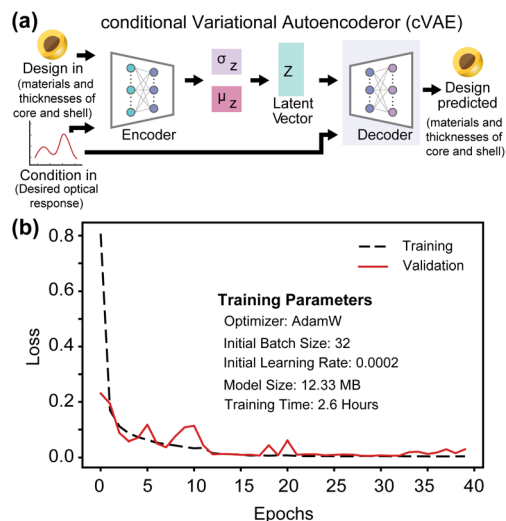 (a)
conditional Variational Autoencoderor (cVAE)
Design in
(materials and
thicknesses of
core and shell)
Condition in
(Desired optical
response)
Encoder
σ z
μ z
Z
Latent
Vector
Decoder
Design
predicted
(materials and
thicknesses of
core and shell)
(b)
Loss
0.8
0.6
0.4
0.2
0.0
Training
Validation
Training Parameters
Optimizer: AdamW
Initial Batch Size: 32
Initial Learning Rate: 0.0002
Model Size: 12.33 MB
Training Time: 2.6 Hours
0 5 10 15 20 25 30 35 40
Epochs